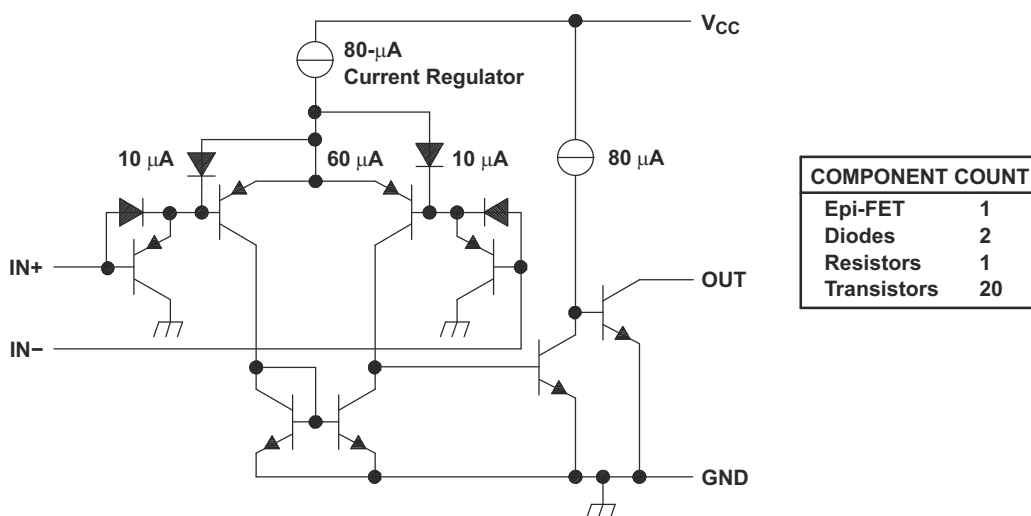 V_CC
80-μA
Current Regulator
10 μA
60 μA
10 μA
80 μA
IN+
OUT
IN−
GND
COMPONENT COUNT
Epi-FET 1
Diodes 2
Resistors 1
Transistors 20